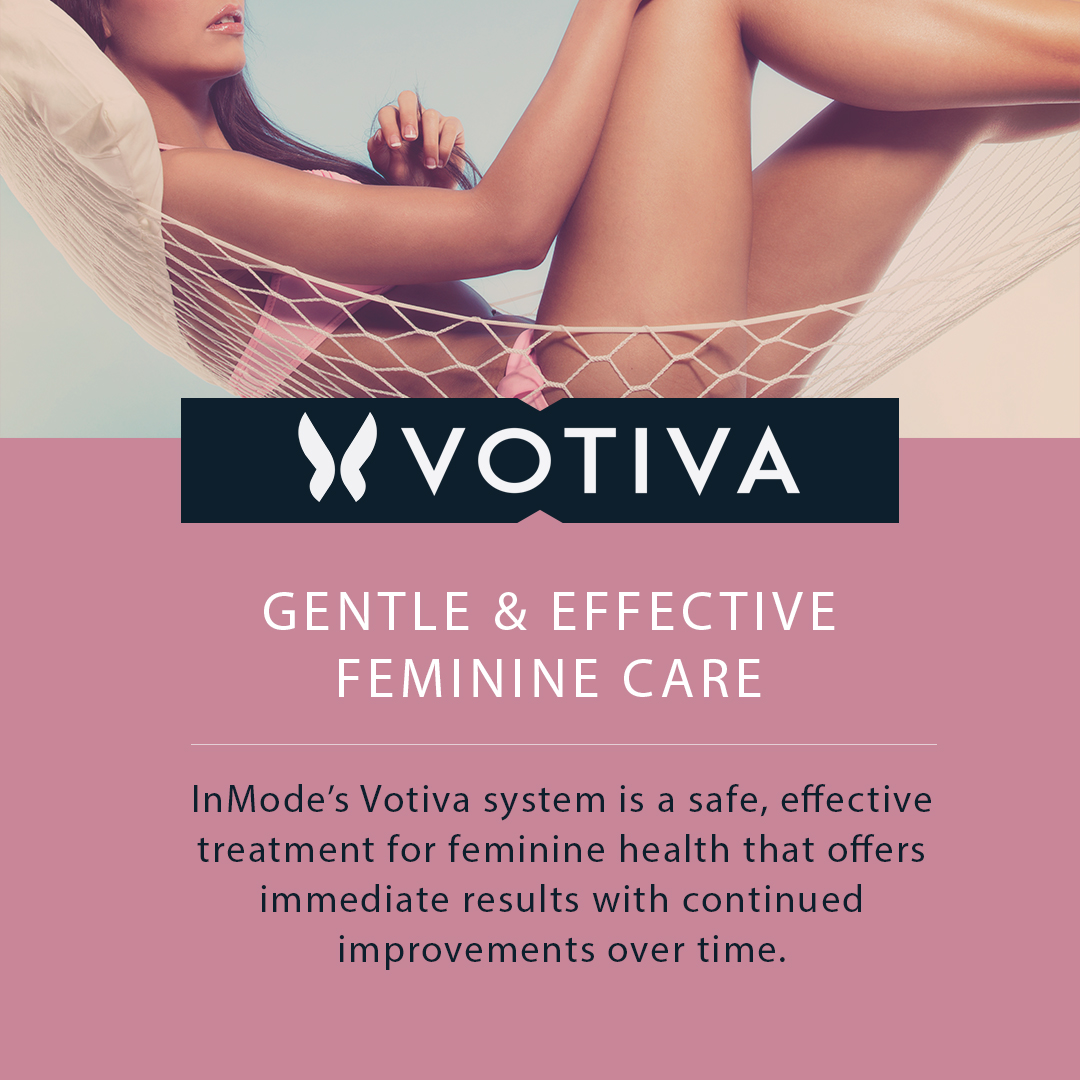 VOTIVA
GENTLE & EFFECTIVE
FEMININE CARE
InMode’s Votiva system is a safe, effective
treatment for feminine health that offers
immediate results with continued
improvements over time.